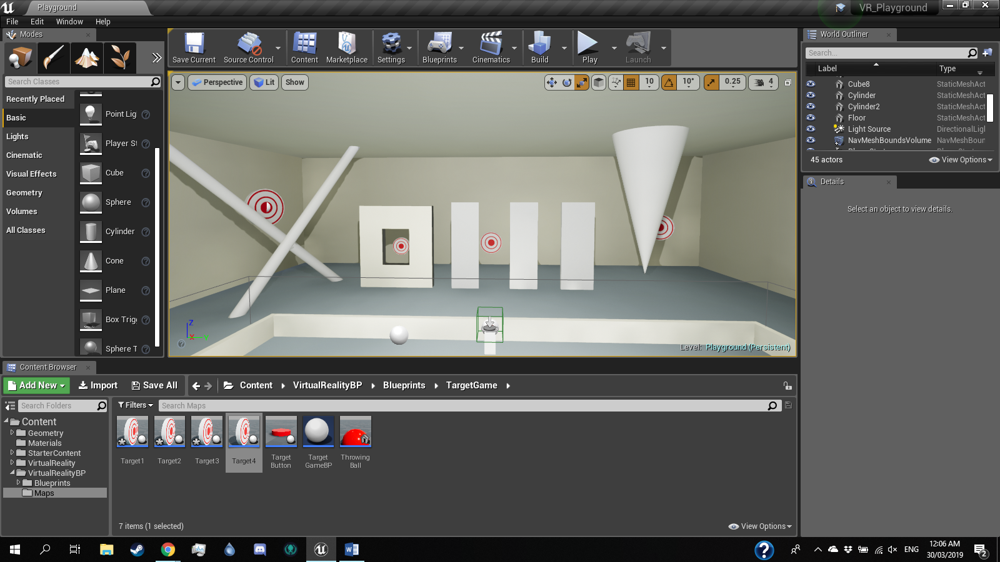 Playground
VR_Playground
File Edit Window Help
Modes
Search Classes
Recently Placed
Basic
Lights
Cinematic
Visual Effects
Geometry
Volumes
All Classes
Point Lig
Player St
Cube
Sphere
Cylinder
Cone
Plane
Box Trigg
Sphere T
Save Current
Source Control
Content
Marketplace
Settings
Blueprints
Cinematics
Build
Play
Launch
Perspective
Lit
Show
10
10°
0.25
4
Z
X
Y
Level: Playground (Persistent)
World Outliner
Search...
Label Type
Cube8 StaticMeshAct
Cylinder StaticMeshAct
Cylinder2 StaticMeshAct
Floor StaticMeshAct
Light Source DirectionalLigl
NavMeshBoundsVolume NavMeshBoun
45 actors View Options
Details
Select an object to view details.
Content Browser
Add New Import Save All Content VirtualRealityBP Blueprints TargetGame
Search Folders
Filters Search Maps
Content
Geometry
Materials
StarterContent
VirtualReality
VirtualRealityBP
Blueprints
Maps
Target1
Target2
Target3
Target4
Target
Button
Target
GameBP
Throwing
Ball
7 items (1 selected) View Options
ENG
12:06 AM
30/03/2019
2